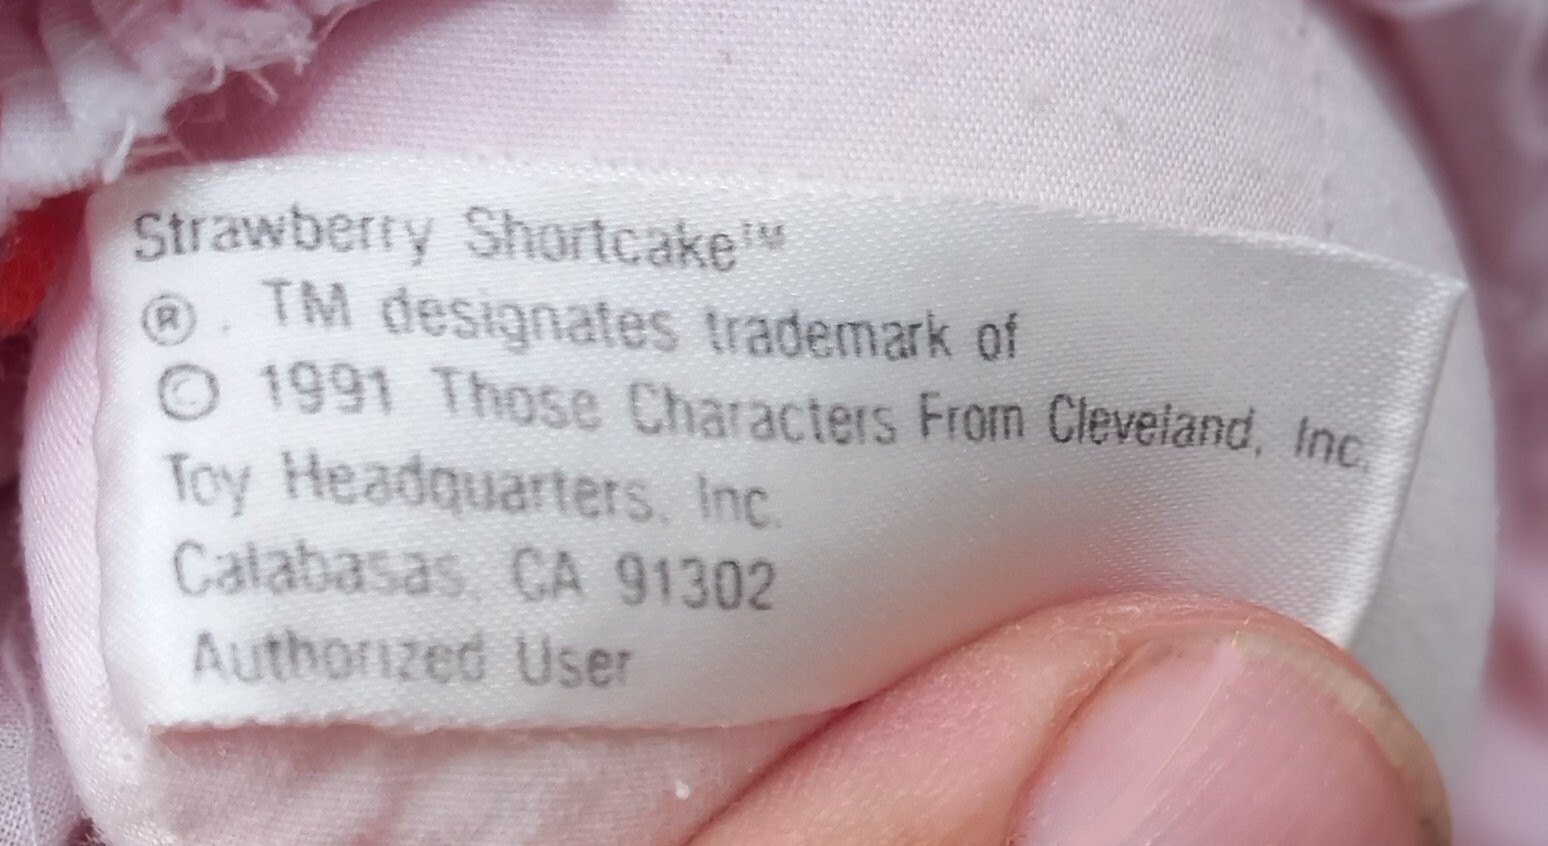 Strawberry Shortcake™
®. TM designates trademark of
© 1991 Those Characters From Cleveland, Inc.
Toy Headquarters, Inc.
Calabasas, CA 91302
Authorized User